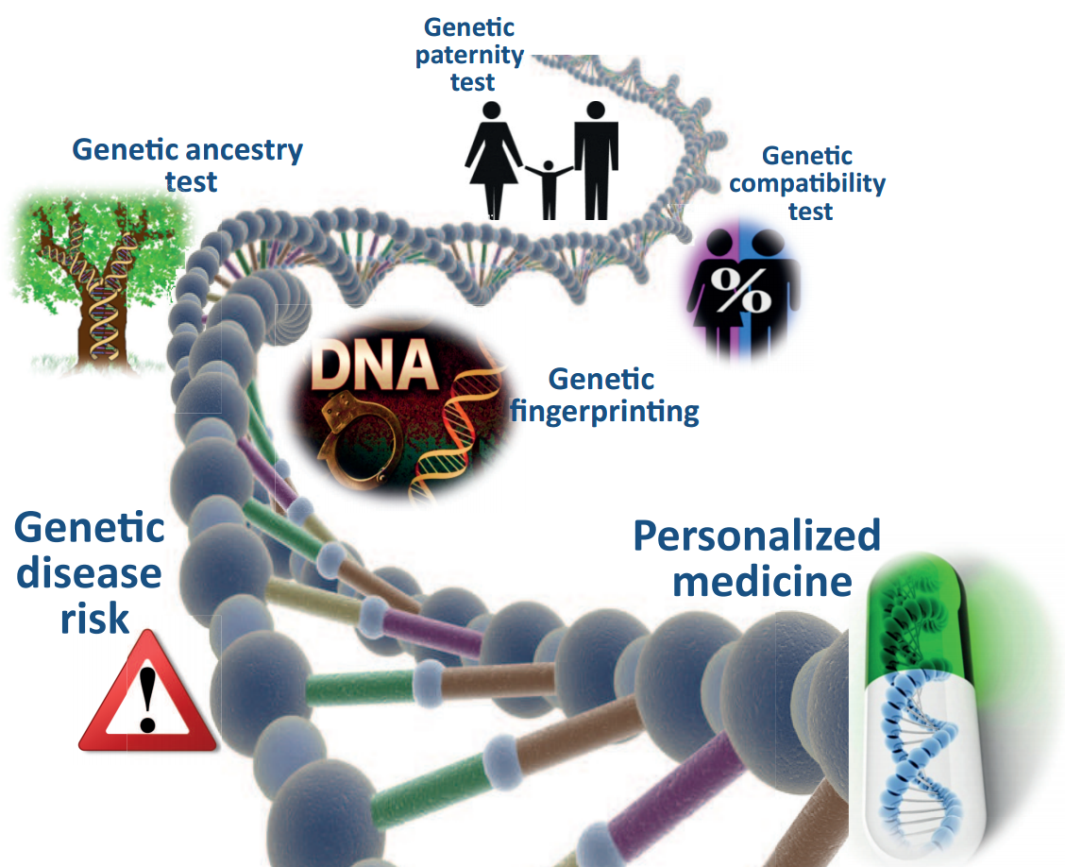 Genetic
paternity
test
Genetic ancestry
test
Genetic
compatibility
test
%
DNA
Genetic
fingerprinting
Genetic
disease
risk
!
Personalized
medicine